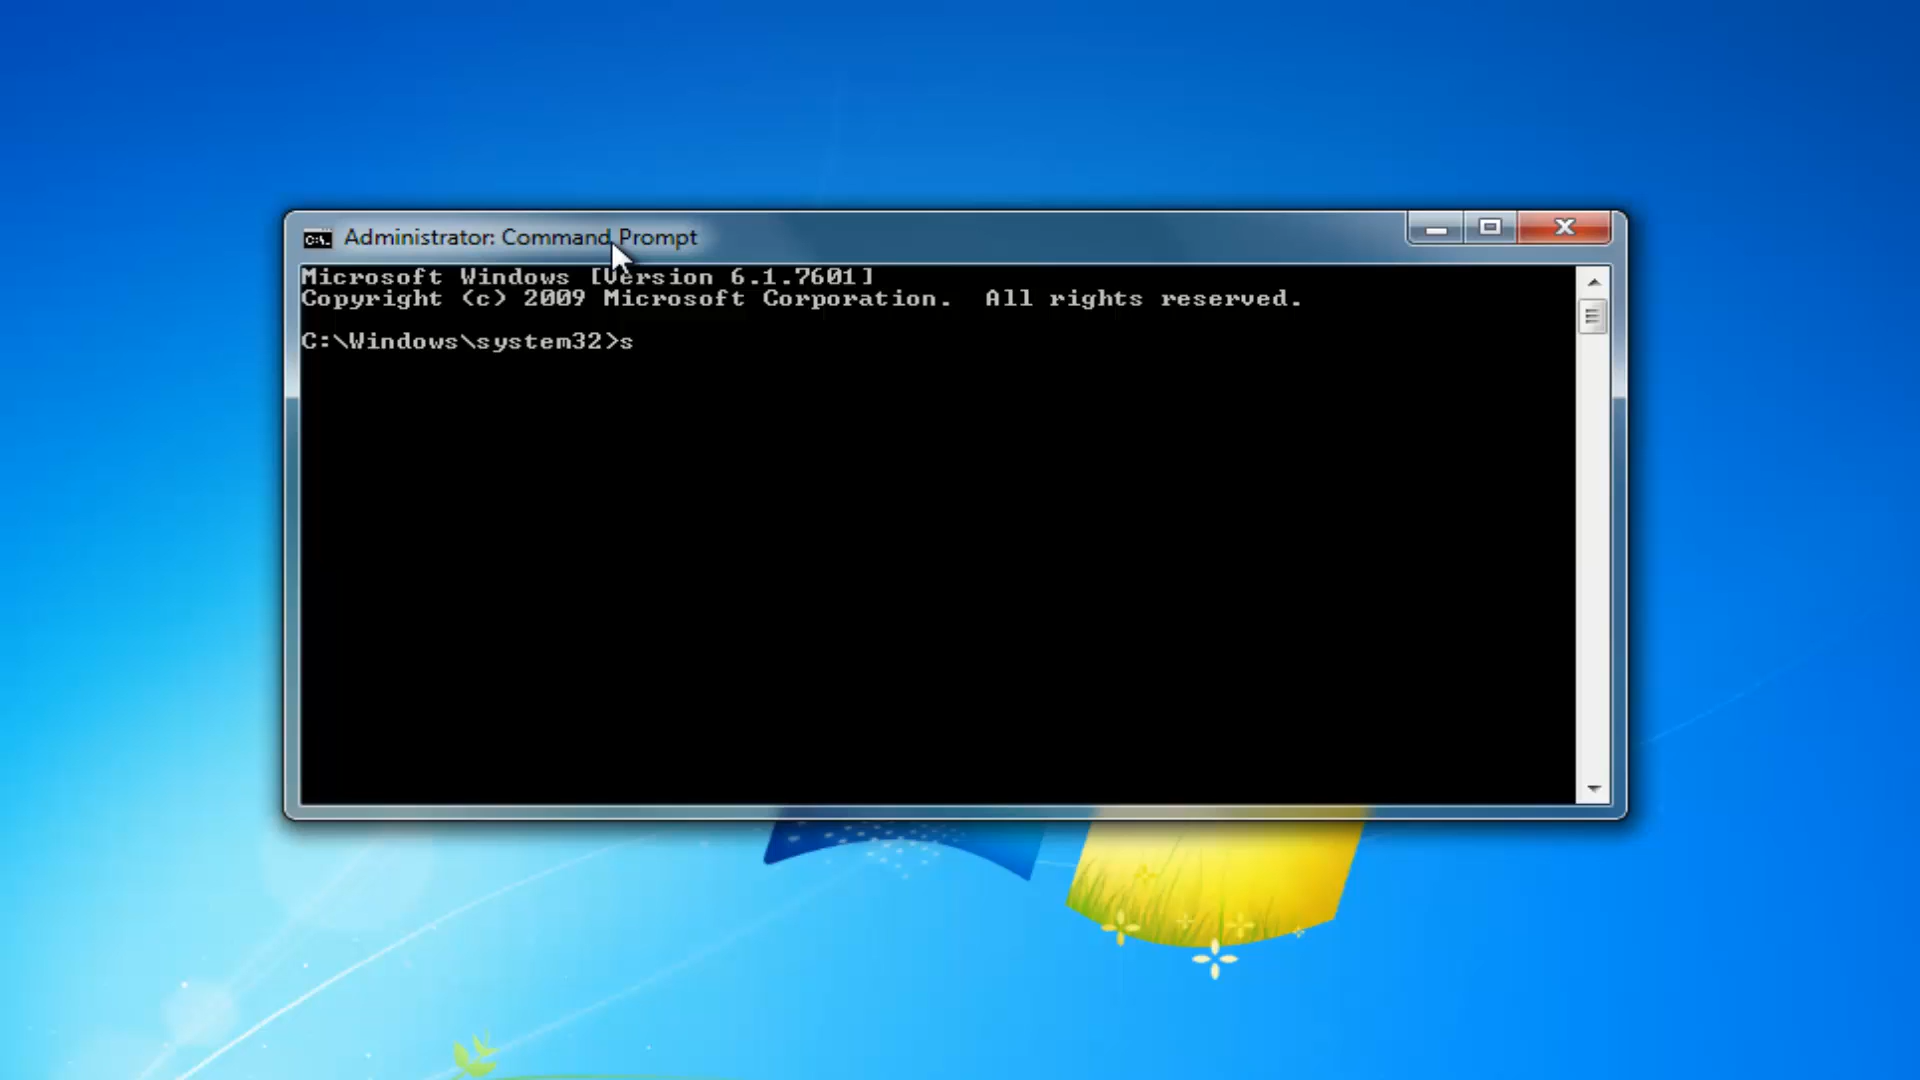 Administrator: Command Prompt
Microsoft Windows [Version 6.1.7601]
Copyright (c) 2009 Microsoft Corporation.  All rights reserved.
C:\Windows\system32>s